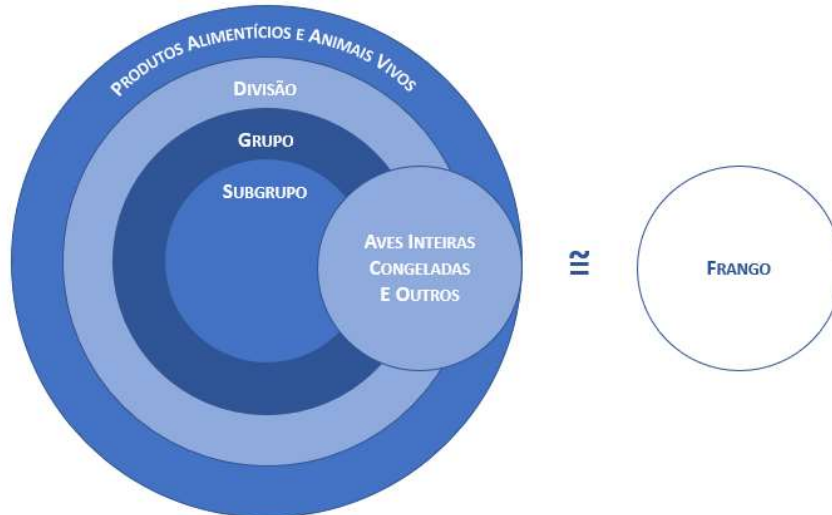 PRODUTOS ALIMENTÍCIOS E ANIMAIS VIVOS
DIVISÃO
GRUPO
SUBGRUPO
AVES INTEIRAS
CONGELADAS
E OUTROS
≅
FRANGO